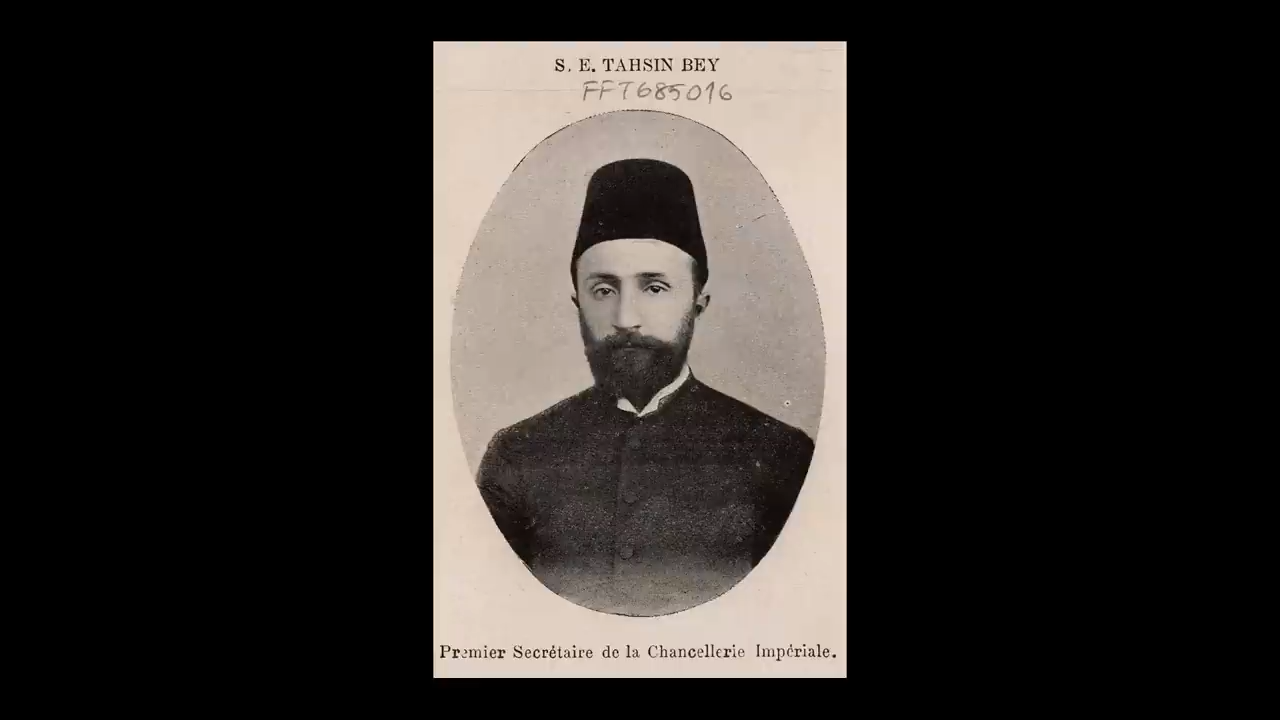 S. E. TAHSIN BEY
FFT685016
Premier Secrétaire de la Chancellerie Impériale.